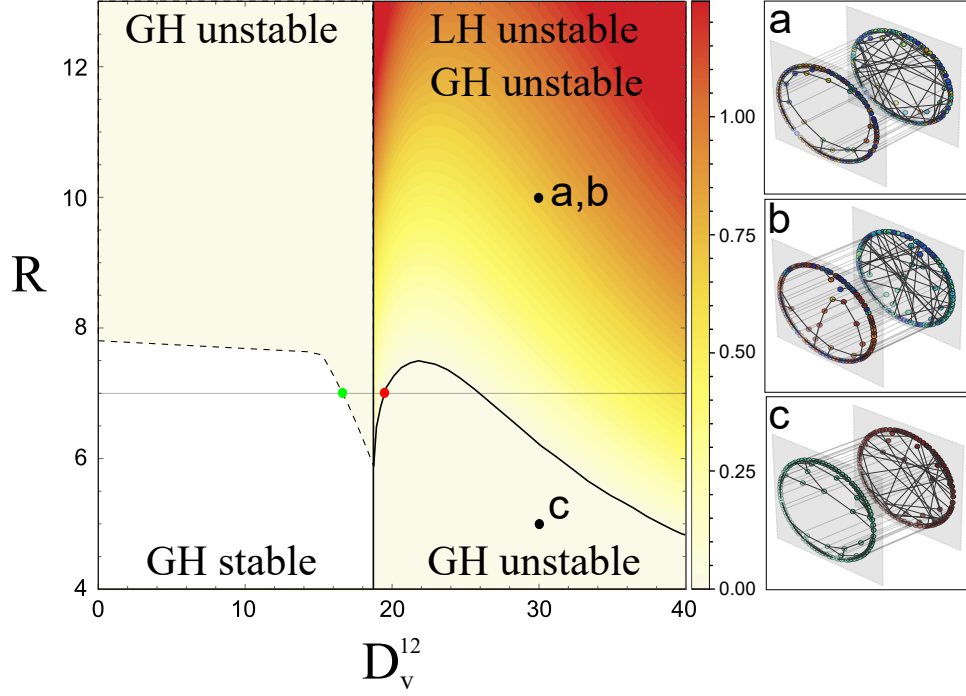 GH unstable
LH unstable
GH unstable
a,b
c
GH stable
GH unstable
R
12
10
8
6
4
0
10
20
30
40
D_v^12
1.00
0.75
0.50
0.25
0.00
a
b
c